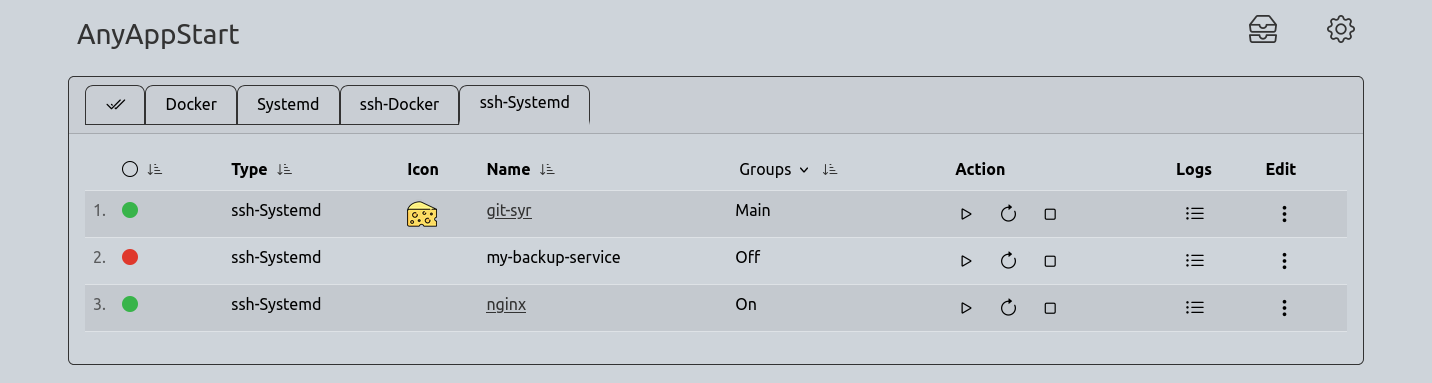 AnyAppStart
Docker Systemd ssh-Docker ssh-Systemd
Type Icon Name Groups Action Logs Edit
1. ssh-Systemd git-syr Main
2. ssh-Systemd my-backup-service Off
3. ssh-Systemd nginx On